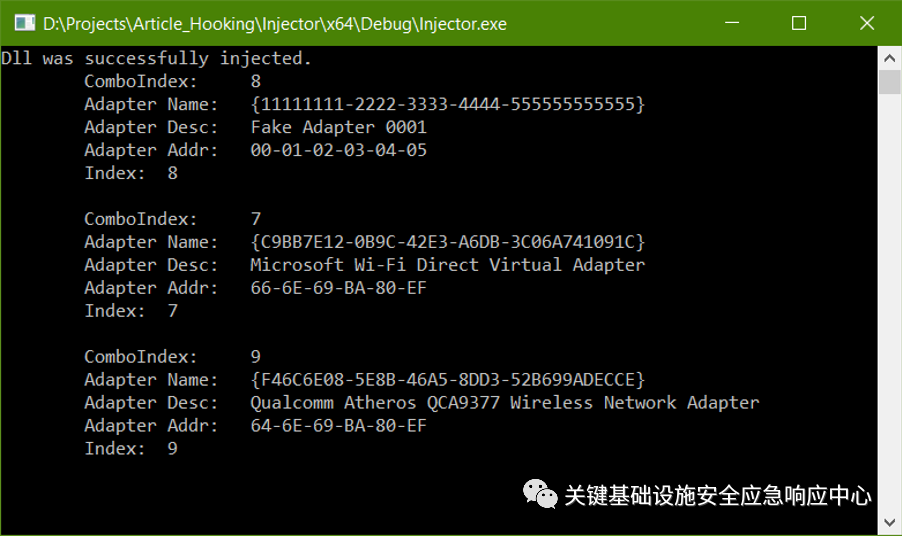 D:\Projects\Article_Hooking\Injector\x64\Debug\Injector.exe
Dll was successfully injected.
ComboIndex: 8
Adapter Name: {11111111-2222-3333-4444-555555555555}
Adapter Desc: Fake Adapter 0001
Adapter Addr: 00-01-02-03-04-05
Index: 8
ComboIndex: 7
Adapter Name: {C9BB7E12-0B9C-42E3-A6DB-3C06A741091C}
Adapter Desc: Microsoft Wi-Fi Direct Virtual Adapter
Adapter Addr: 66-6E-69-BA-80-EF
Index: 7
ComboIndex: 9
Adapter Name: {F46C6E08-5E8B-46A5-8DD3-52B699ADECCE}
Adapter Desc: Qualcomm Atheros QCA9377 Wireless Network Adapter
Adapter Addr: 64-6E-69-BA-80-EF
Index: 9
关键基础设施安全应急响应中心